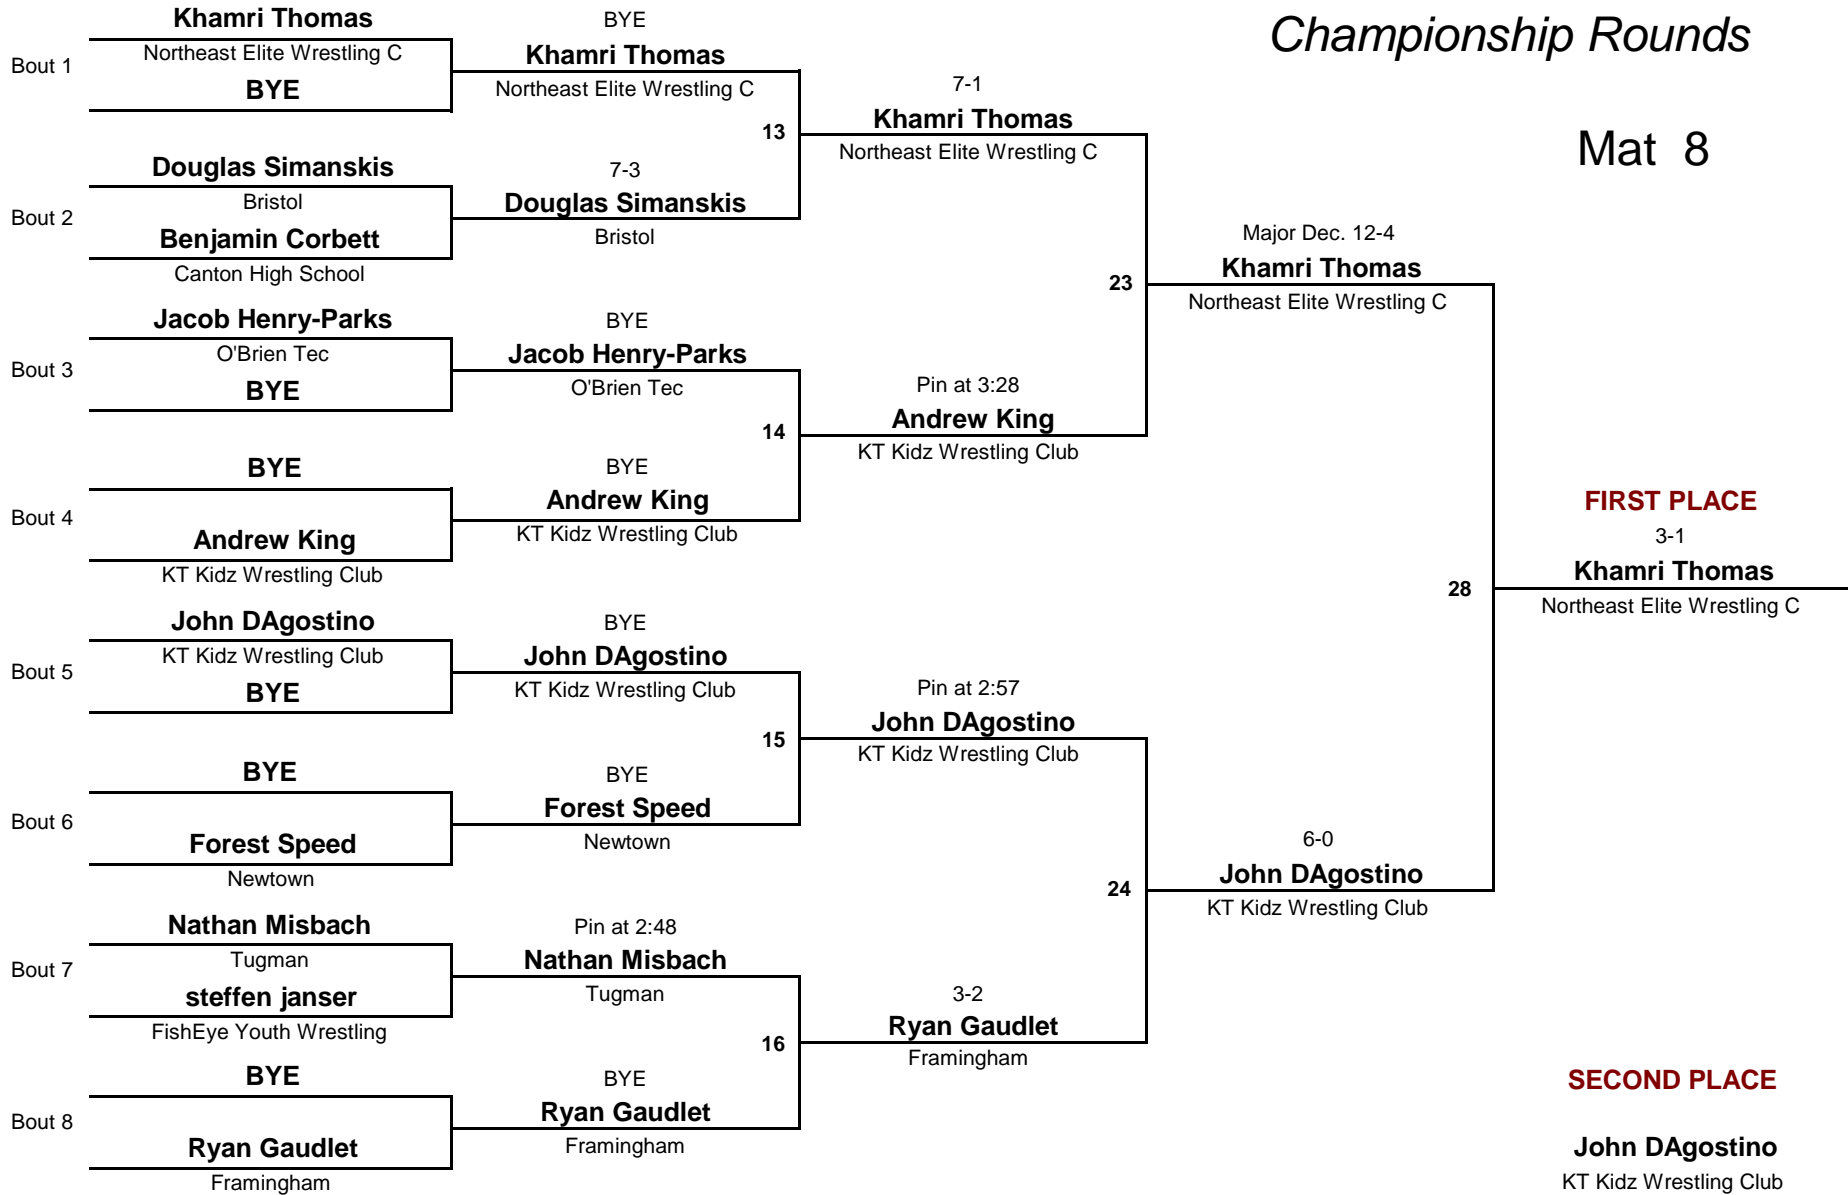 Championship Rounds
Mat 8
Bout 1
Khamri Thomas
Northeast Elite Wrestling C
BYE
Bout 2
Douglas Simanskis
Bristol
Benjamin Corbett
Canton High School
Bout 3
Jacob Henry-Parks
O'Brien Tec
BYE
Bout 4
BYE
Andrew King
KT Kidz Wrestling Club
Bout 5
John DAgostino
KT Kidz Wrestling Club
BYE
Bout 6
BYE
Forest Speed
Newtown
Bout 7
Nathan Misbach
Tugman
steffen janser
FishEye Youth Wrestling
Bout 8
BYE
Ryan Gaudlet
Framingham
BYE
Khamri Thomas
Northeast Elite Wrestling C
13
7-3
Douglas Simanskis
Bristol
BYE
Jacob Henry-Parks
O'Brien Tec
14
BYE
Andrew King
KT Kidz Wrestling Club
BYE
John DAgostino
KT Kidz Wrestling Club
15
BYE
Forest Speed
Newtown
Pin at 2:48
Nathan Misbach
Tugman
16
BYE
Ryan Gaudlet
Framingham
7-1
Khamri Thomas
Northeast Elite Wrestling C
23
Pin at 3:28
Andrew King
KT Kidz Wrestling Club
Pin at 2:57
John DAgostino
KT Kidz Wrestling Club
24
3-2
Ryan Gaudlet
Framingham
Major Dec. 12-4
Khamri Thomas
Northeast Elite Wrestling C
28
6-0
John DAgostino
KT Kidz Wrestling Club
FIRST PLACE
3-1
Khamri Thomas
Northeast Elite Wrestling C
SECOND PLACE
John DAgostino
KT Kidz Wrestling Club